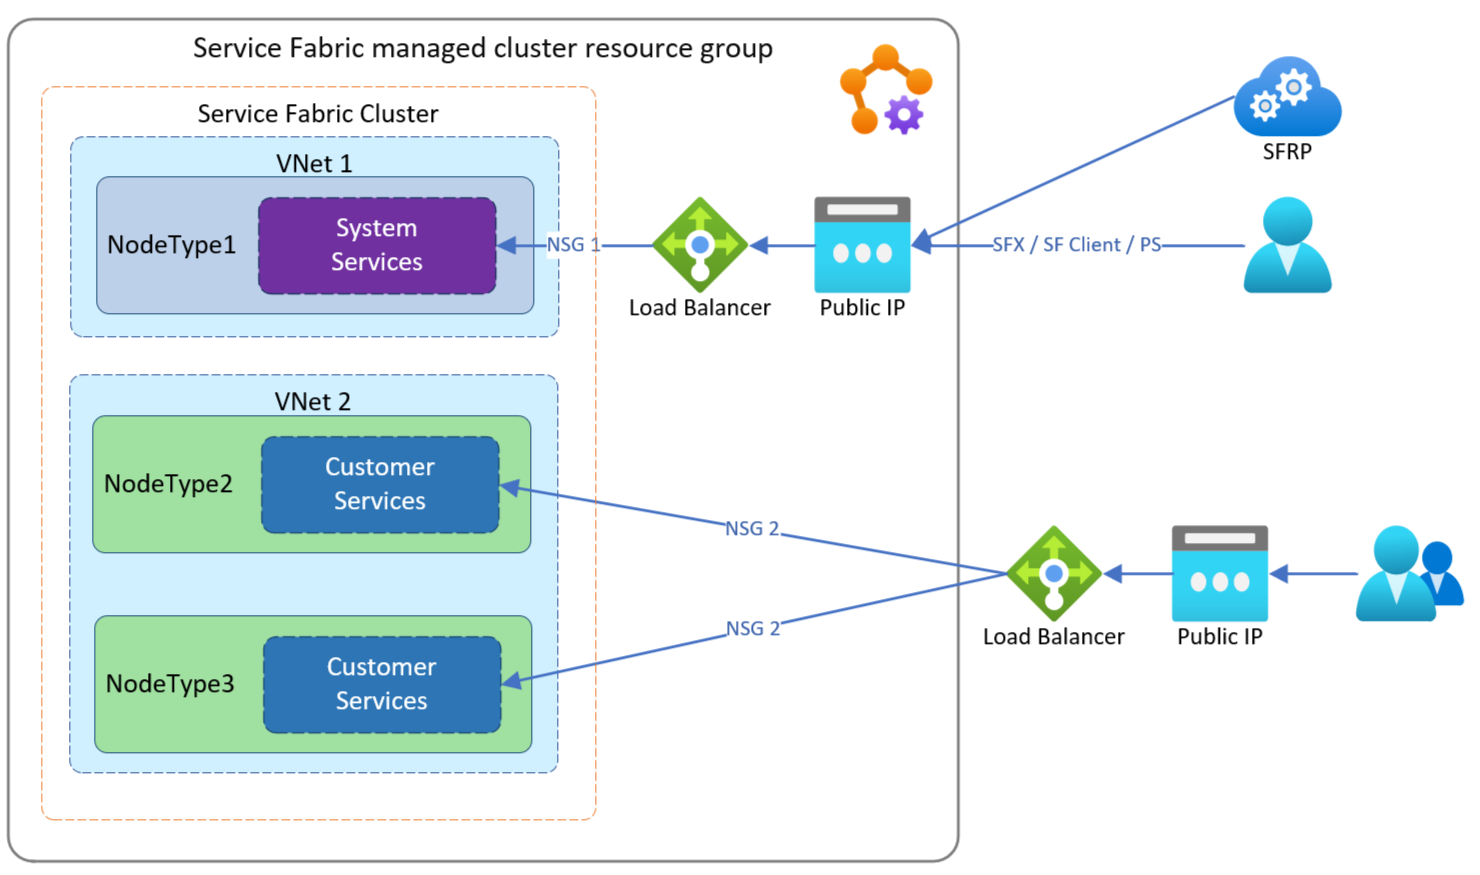 Service Fabric managed cluster resource group
Service Fabric Cluster
VNet 1
NodeType1
System
Services
NSG 1
Load Balancer
Public IP
SFX / SF Client / PS
SFRP
VNet 2
NodeType2
Customer
Services
NSG 2
NodeType3
Customer
Services
NSG 2
Load Balancer
Public IP